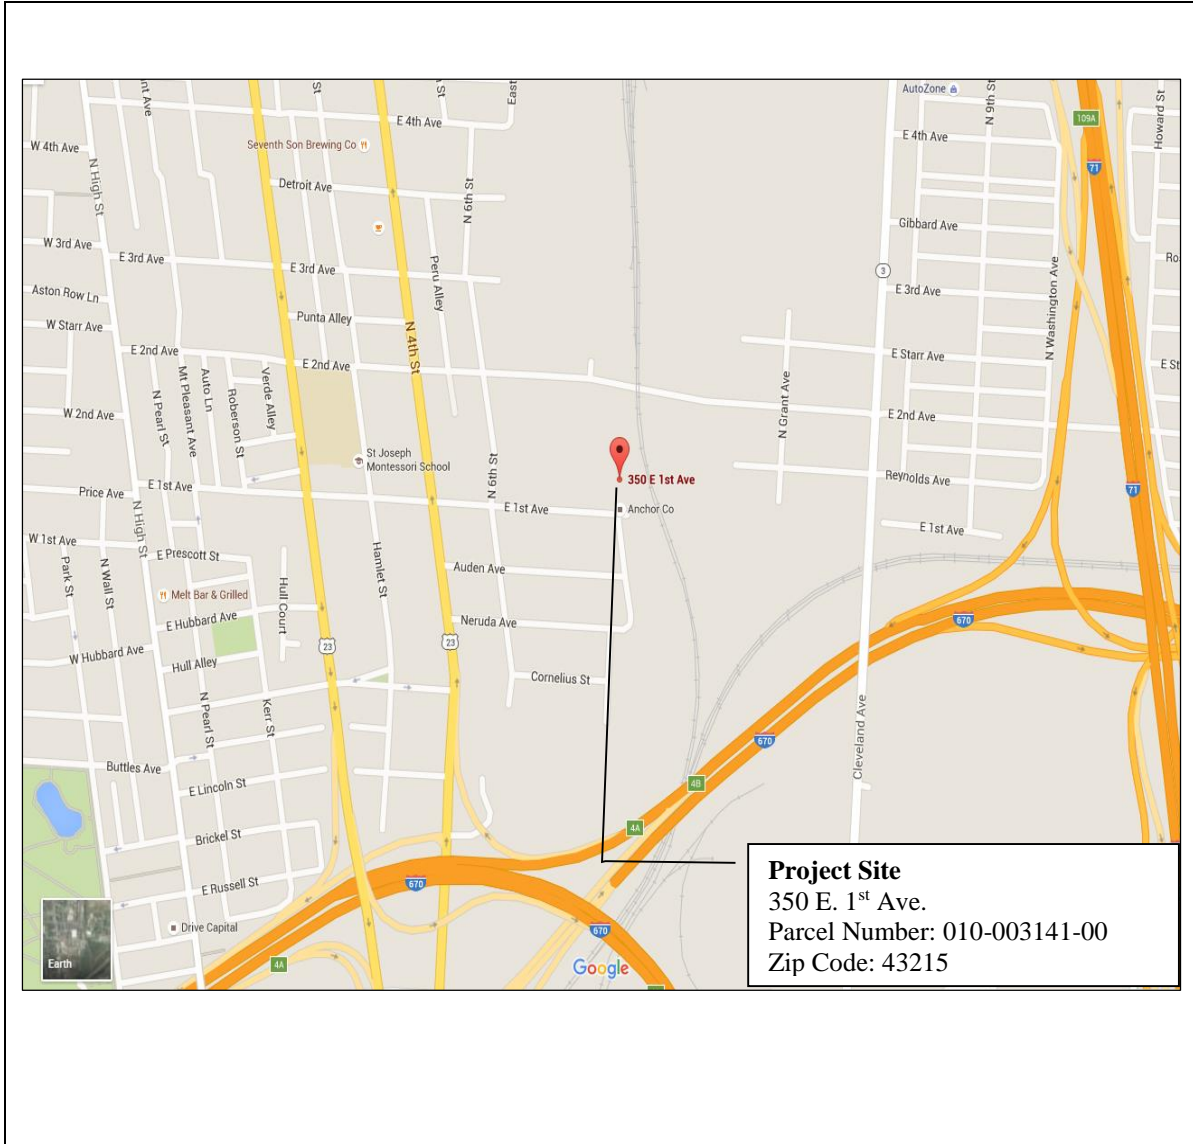 AutoZone
East
N 9th St
Howard St
109A
E 4th Ave
E 4th Ave
W 4th Ave
N High St
Seventh Son Brewing Co
71
Detroit Ave
N 6th St
Gibbard Ave
W 3rd Ave
E 3rd Ave
E 3rd Ave
Peru Alley
3
E 3rd Ave
N Washington Ave
Aston Row Ln
Punta Alley
W Starr Ave
N 4th St
E 2nd Ave
E 2nd Ave
E Starr Ave
E St
Mt Pleasant Ave
Auto Ln
Verde Alley
N Pearl St
Roberson St
N Grant Ave
W 2nd Ave
E 2nd Ave
St Joseph
Montessori School
N 6th St
350 E 1st Ave
Reynolds Ave
Price Ave
E 1st Ave
71
E 1st Ave
Anchor Co
N High St
E 1st Ave
W 1st Ave
E Prescott St
Park St
N Wall St
Hull Court
Hamlet St
Auden Ave
Melt Bar & Grilled
E Hubbard Ave
Neruda Ave
670
23
23
W Hubbard Ave
Hull Alley
Cornelius St
N Pearl St
Kerr St
Cleveland Ave
670
Buttles Ave
E Lincoln St
4B
Brickel St
4A
E Russell St
670
Drive Capital
670
Earth
4A
Google
Project Site
350 E. 1st Ave.
Parcel Number: 010-003141-00
Zip Code: 43215